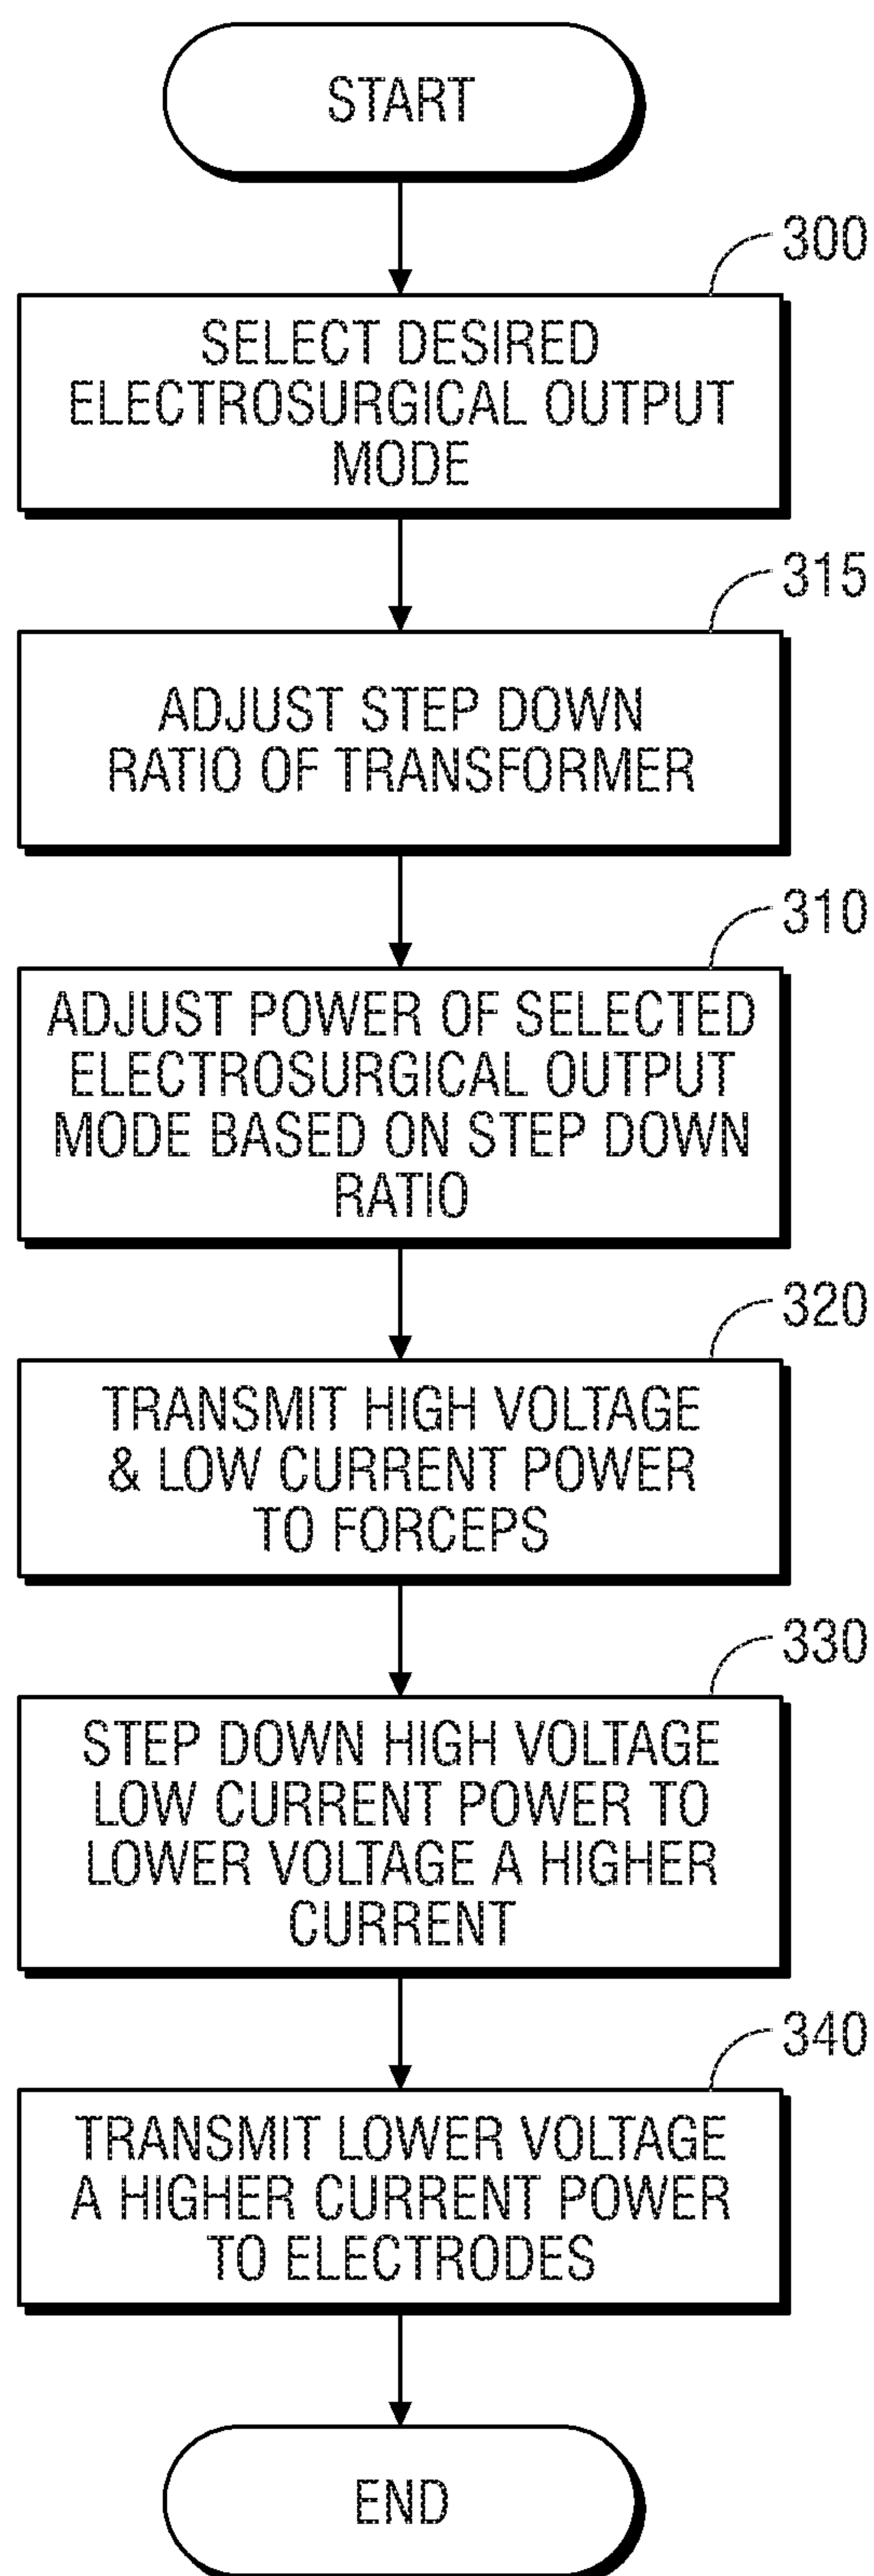 START
300
SELECT DESIRED
ELECTROSURGICAL OUTPUT
MODE
315
ADJUST STEP DOWN
RATIO OF TRANSFORMER
310
ADJUST POWER OF SELECTED
ELECTROSURGICAL OUTPUT
MODE BASED ON STEP DOWN
RATIO
320
TRANSMIT HIGH VOLTAGE
& LOW CURRENT POWER
TO FORCEPS
330
STEP DOWN HIGH VOLTAGE
LOW CURRENT POWER TO
LOWER VOLTAGE A HIGHER
CURRENT
340
TRANSMIT LOWER VOLTAGE
A HIGHER CURRENT POWER
TO ELECTRODES
END